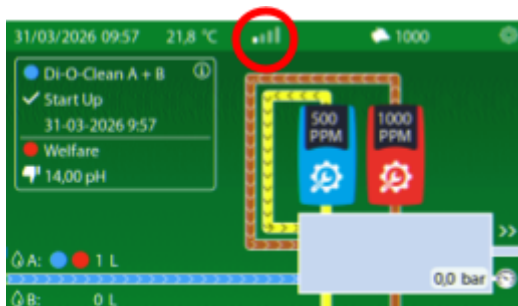 31/03/2026 09:57 21,8 °C 1000
Di-O-Clean A + B
Start Up
31-03-2026 9:57
Welfare
14,00 pH
500 PPM
1000 PPM
A: 1 L
0,0 bar
B: 0 L